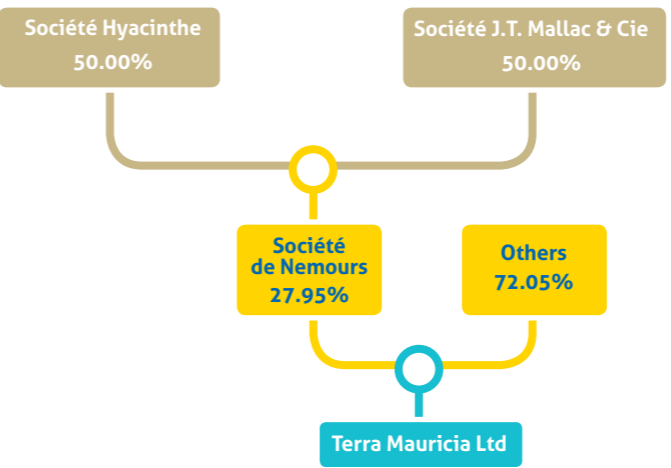 Société Hyacinthe
50.00%
Société J.T. Mallac & Cie
50.00%
Société
de Nemours
27.95%
Others
72.05%
Terra Mauricia Ltd